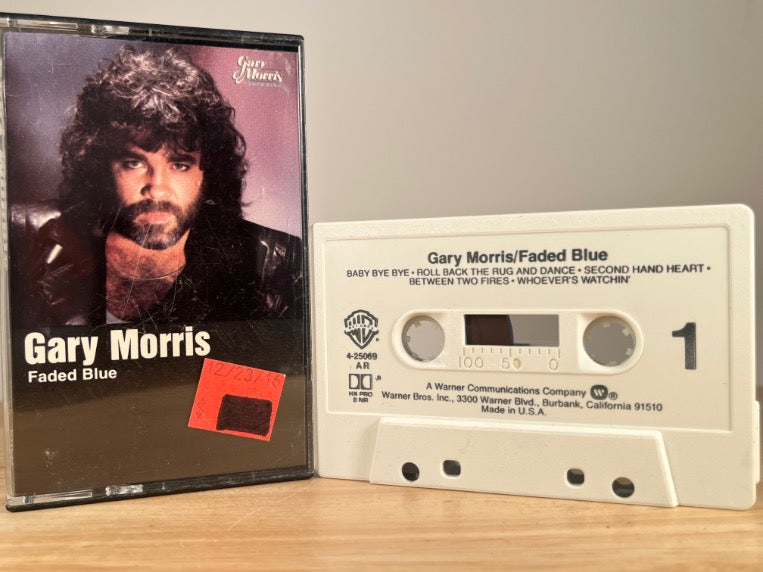 Gary
Morris
Gary Morris
Faded Blue
12/23/16
Gary Morris/Faded Blue
BABY BYE BYE • ROLL BACK THE RUG AND DANCE • SECOND HAND HEART •
BETWEEN TWO FIRES • WHOEVER'S WATCHIN'
4-25069
AR
HX PRO
B NR
100 50 0
1
A Warner Communications Company
Warner Bros. Inc., 3300 Warner Blvd., Burbank, California 91510
Made in U.S.A.